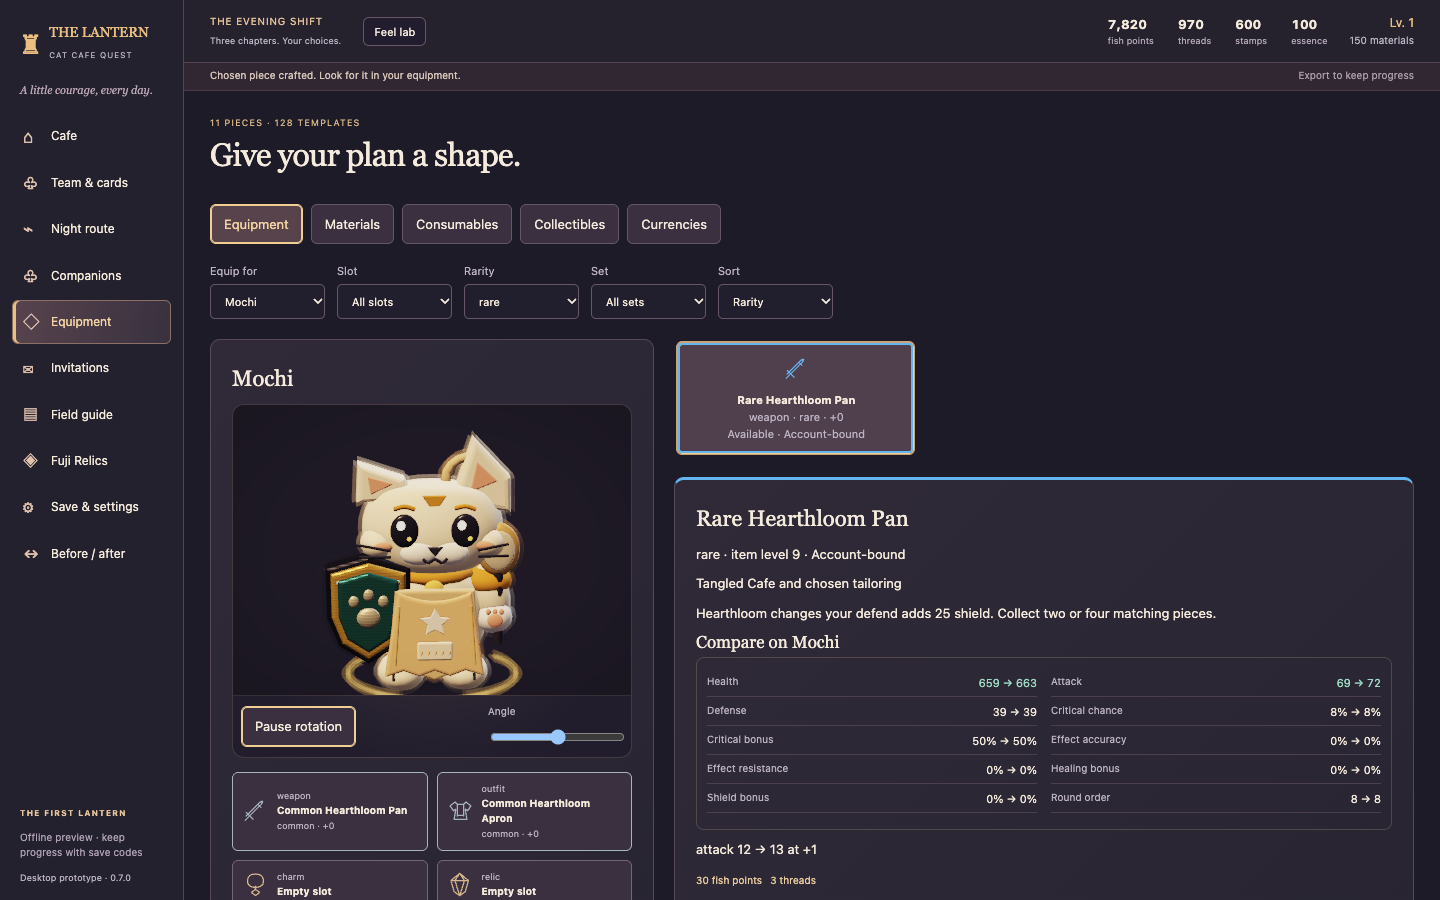 THE LANTERN
CAT CAFE QUEST
A little courage, every day.
Cafe
Team & cards
Night route
Companions
Equipment
Invitations
Field guide
Fuji Relics
Save & settings
Before / after
THE FIRST LANTERN
Offline preview · keep
progress with save codes
Desktop prototype · 0.7.0
THE EVENING SHIFT
Three chapters. Your choices.
Feel lab
7,820 970 600 100 Lv. 1
fish points threads stamps essence 150 materials
Chosen piece crafted. Look for it in your equipment.
Export to keep progress
11 PIECES · 128 TEMPLATES
Give your plan a shape.
Equipment Materials Consumables Collectibles Currencies
Equip for Slot Rarity Set Sort
Mochi All slots rare All sets Rarity
Mochi
Pause rotation
Angle
weapon
Common Hearthloom Pan
common · +0
outfit
Common Hearthloom
Apron
common · +0
charm
Empty slot
relic
Empty slot
Rare Hearthloom Pan
weapon · rare · +0
Available · Account-bound
Rare Hearthloom Pan
rare · item level 9 · Account-bound
Tangled Cafe and chosen tailoring
Hearthloom changes your defend adds 25 shield. Collect two or four matching pieces.
Compare on Mochi
Health 659 → 663 Attack 69 → 72
Defense 39 → 39 Critical chance 8% → 8%
Critical bonus 50% → 50% Effect accuracy 0% → 0%
Effect resistance 0% → 0% Healing bonus 0% → 0%
Shield bonus 0% → 0% Round order 8 → 8
attack 12 → 13 at +1
30 fish points 3 threads